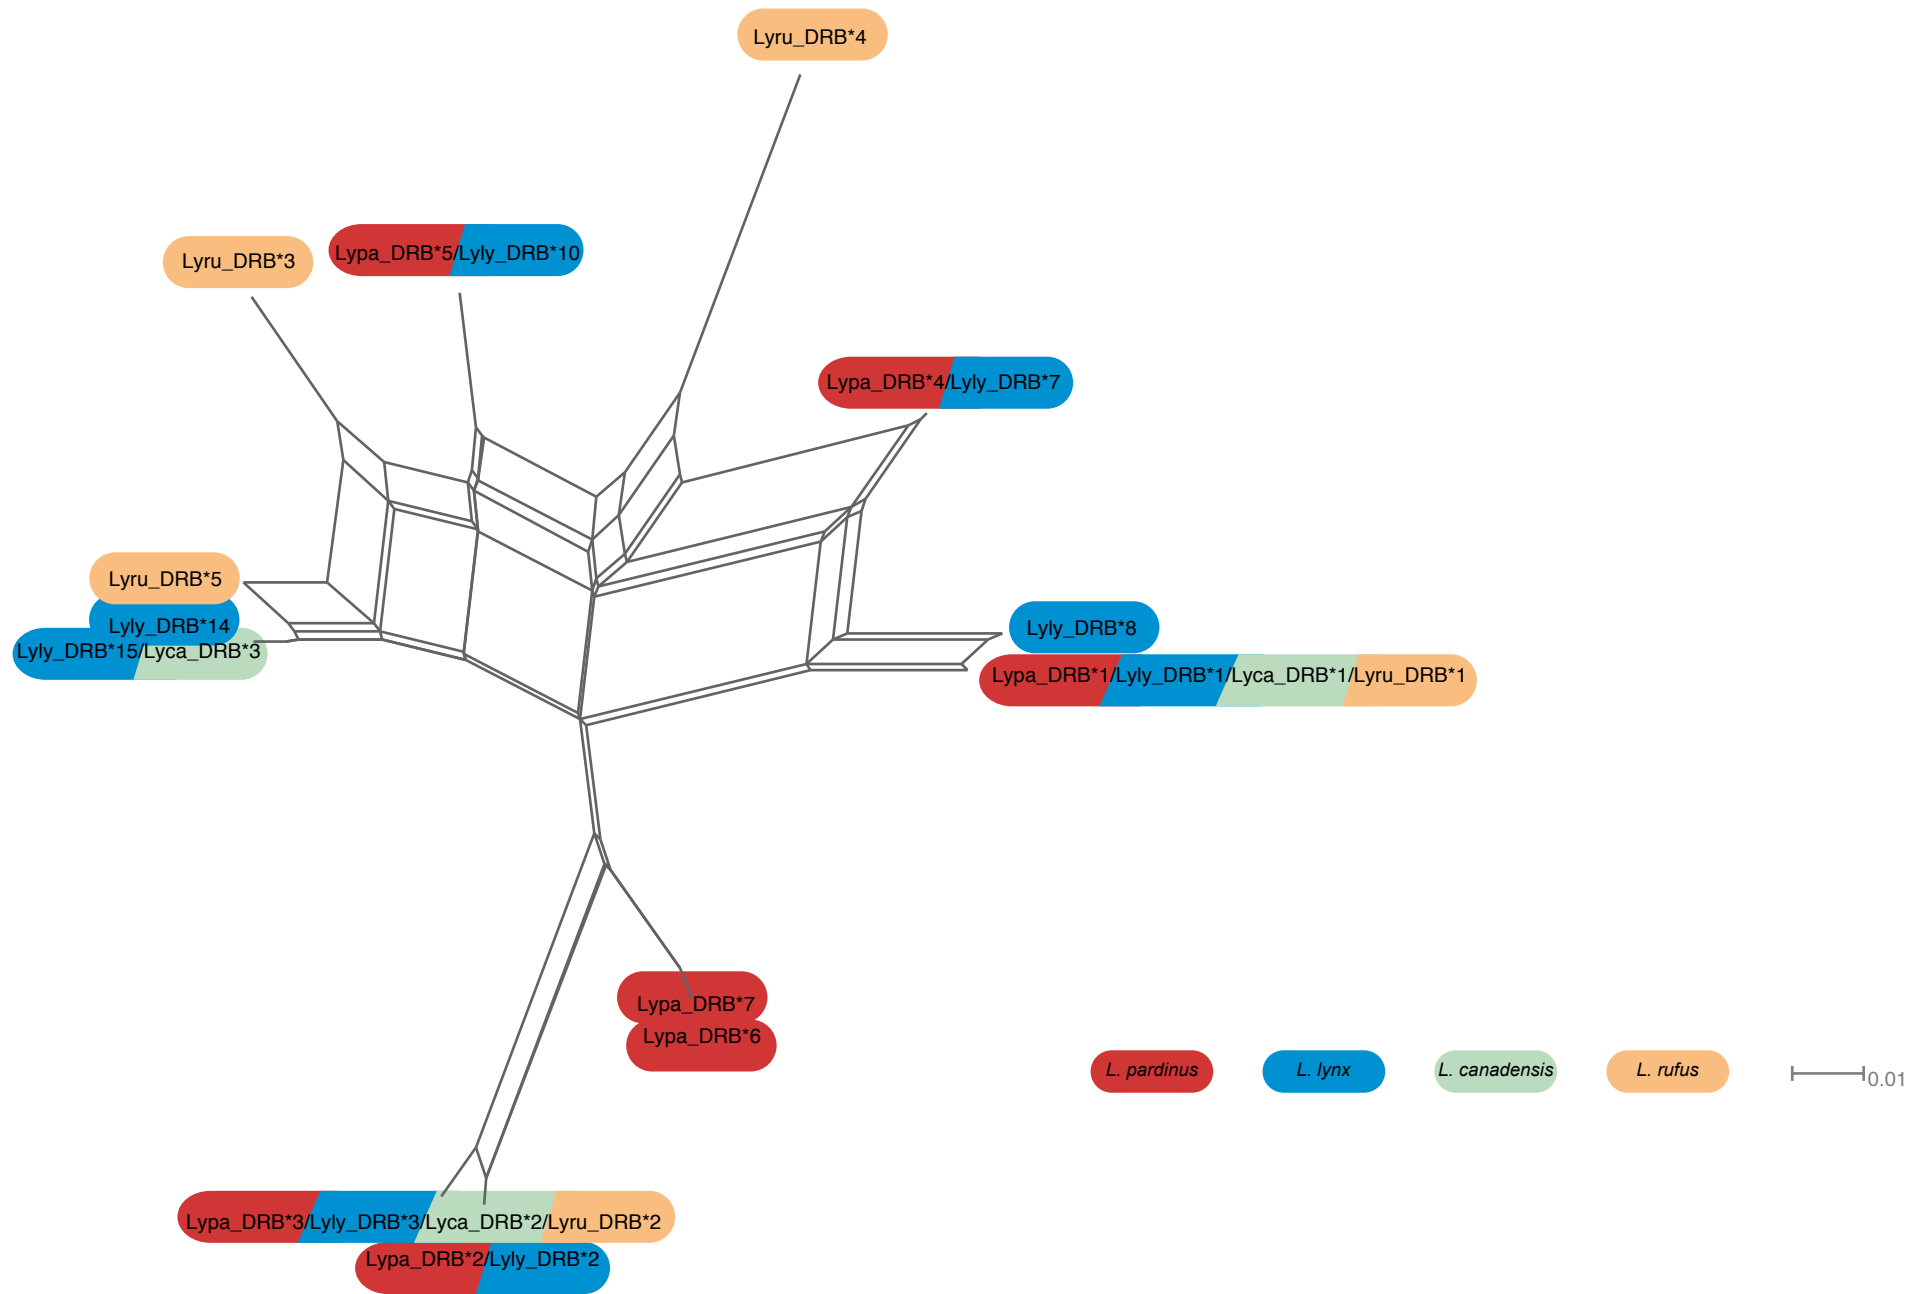 Lyru_DRB*4
Lypa_DRB*5/Lyly_DRB*10
Lyru_DRB*3
Lypa_DRB*4/Lyly_DRB*7
Lyru_DRB*5
Lyly_DRB*14
Lyly_DRB*15/Lyca_DRB*3
Lyly_DRB*8
Lypa_DRB*1/Lyly_DRB*1/Lyca_DRB*1/Lyru_DRB*1
Lypa_DRB*7
Lypa_DRB*6
L. pardinus
L. lynx
L. canadensis
L. rufus
0.01
Lypa_DRB*3/Lyly_DRB*3/Lyca_DRB*2/Lyru_DRB*2
Lypa_DRB*2/Lyly_DRB*2